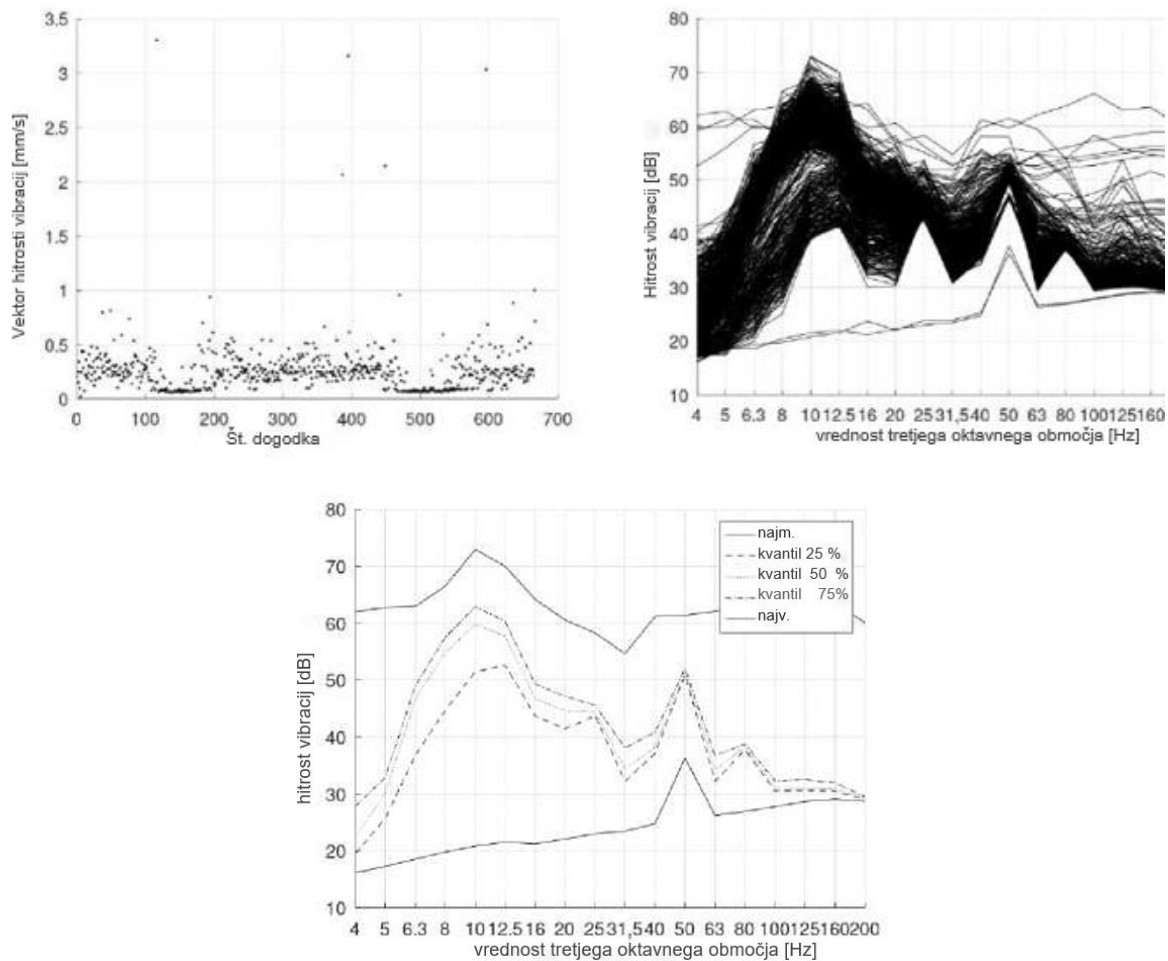 3,5
3
2.5
2
1.5
1
0.5
0
0 100 200 300 400 500 600 700
Vektor hitrosti vibracij [mm/s]
Št. dogodka
80
70
60
50
40
30
20
10
4 5 6.3 8 10 12.5 16 20 25 31,5 40 50 63 80 100 125 160
Hitrost vibracij [dB]
vrednost tretjega oktavnega območja [Hz]
80
70
60
50
40
30
20
10
4 5 6.3 8 10 12.5 16 20 25 31,5 40 50 63 80 100 125 160 200
hitrost vibracij [dB]
vrednost tretjega oktavnega območja [Hz]
najm.
kvantil 25 %
kvantil 50 %
kvantil 75%
najv.